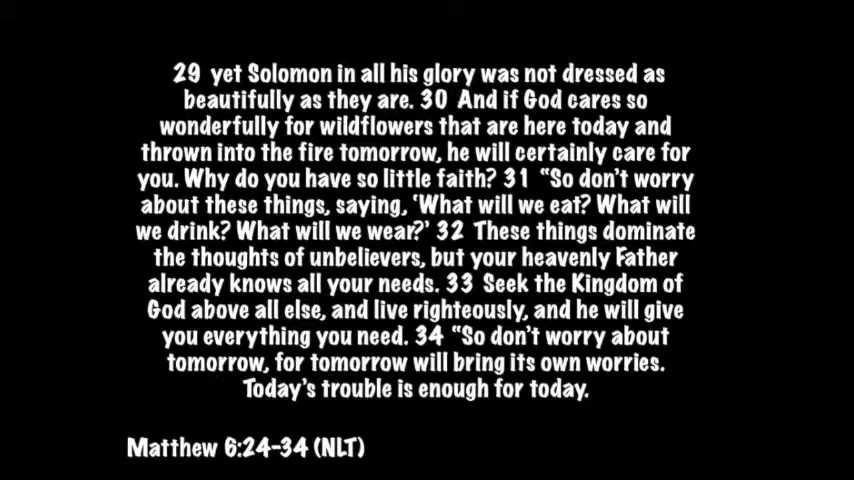 29 yet Solomon in all his glory was not dressed as
beautifully as they are. 30 And if God cares so
wonderfully for wildflowers that are here today and
thrown into the fire tomorrow, he will certainly care for
you. Why do you have so little faith? 31 “So don’t worry
about these things, saying, ‘What will we eat? What will
we drink? What will we wear?’ 32 These things dominate
the thoughts of unbelievers, but your heavenly Father
already knows all your needs. 33 Seek the Kingdom of
God above all else, and live righteously, and he will give
you everything you need. 34 “So don’t worry about
tomorrow, for tomorrow will bring its own worries.
Today’s trouble is enough for today.
Matthew 6:24-34 (NLT)